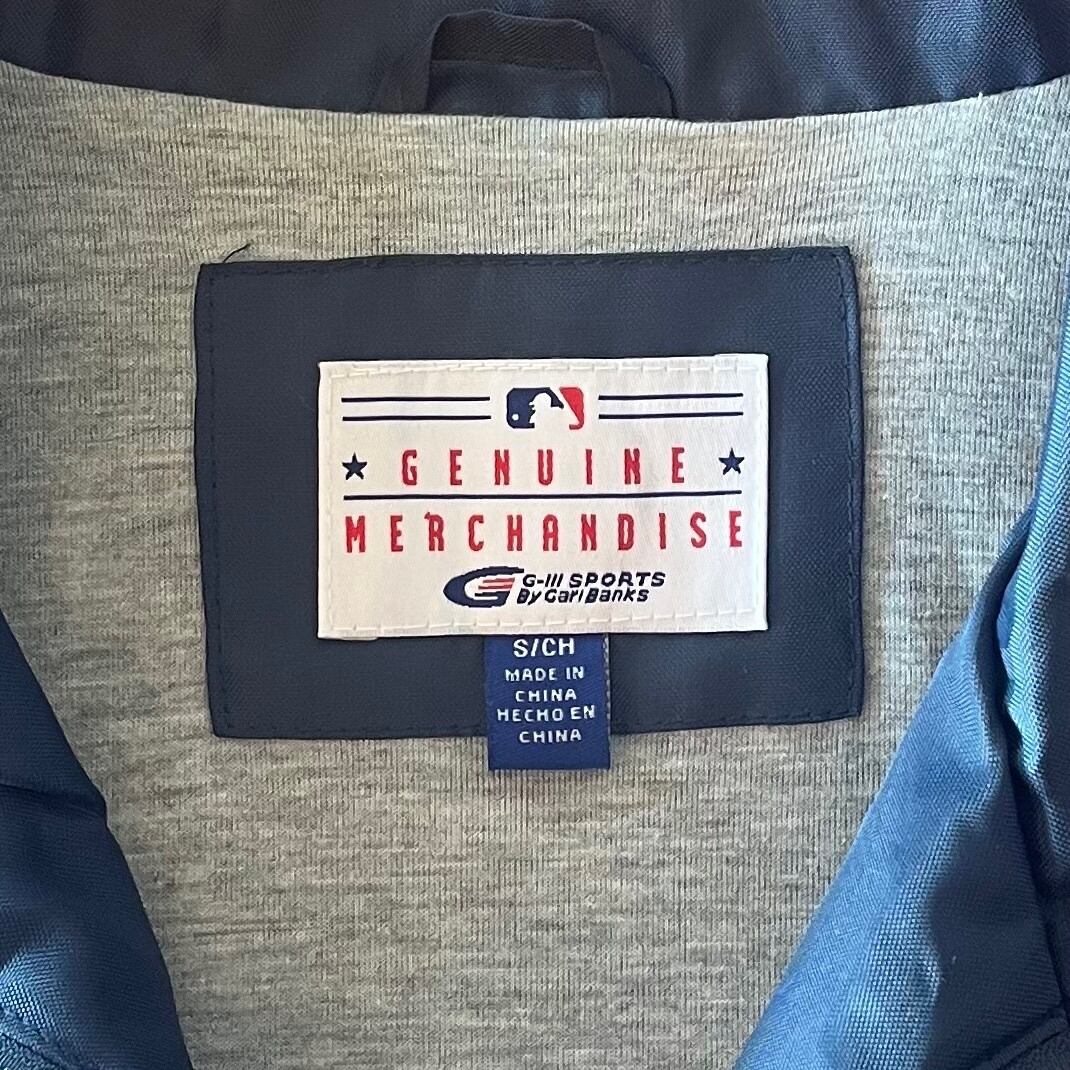 GENUINE
MERCHANDISE
G-III SPORTS
By Carl Banks
S/CH
MADE IN
CHINA
HECHO EN
CHINA